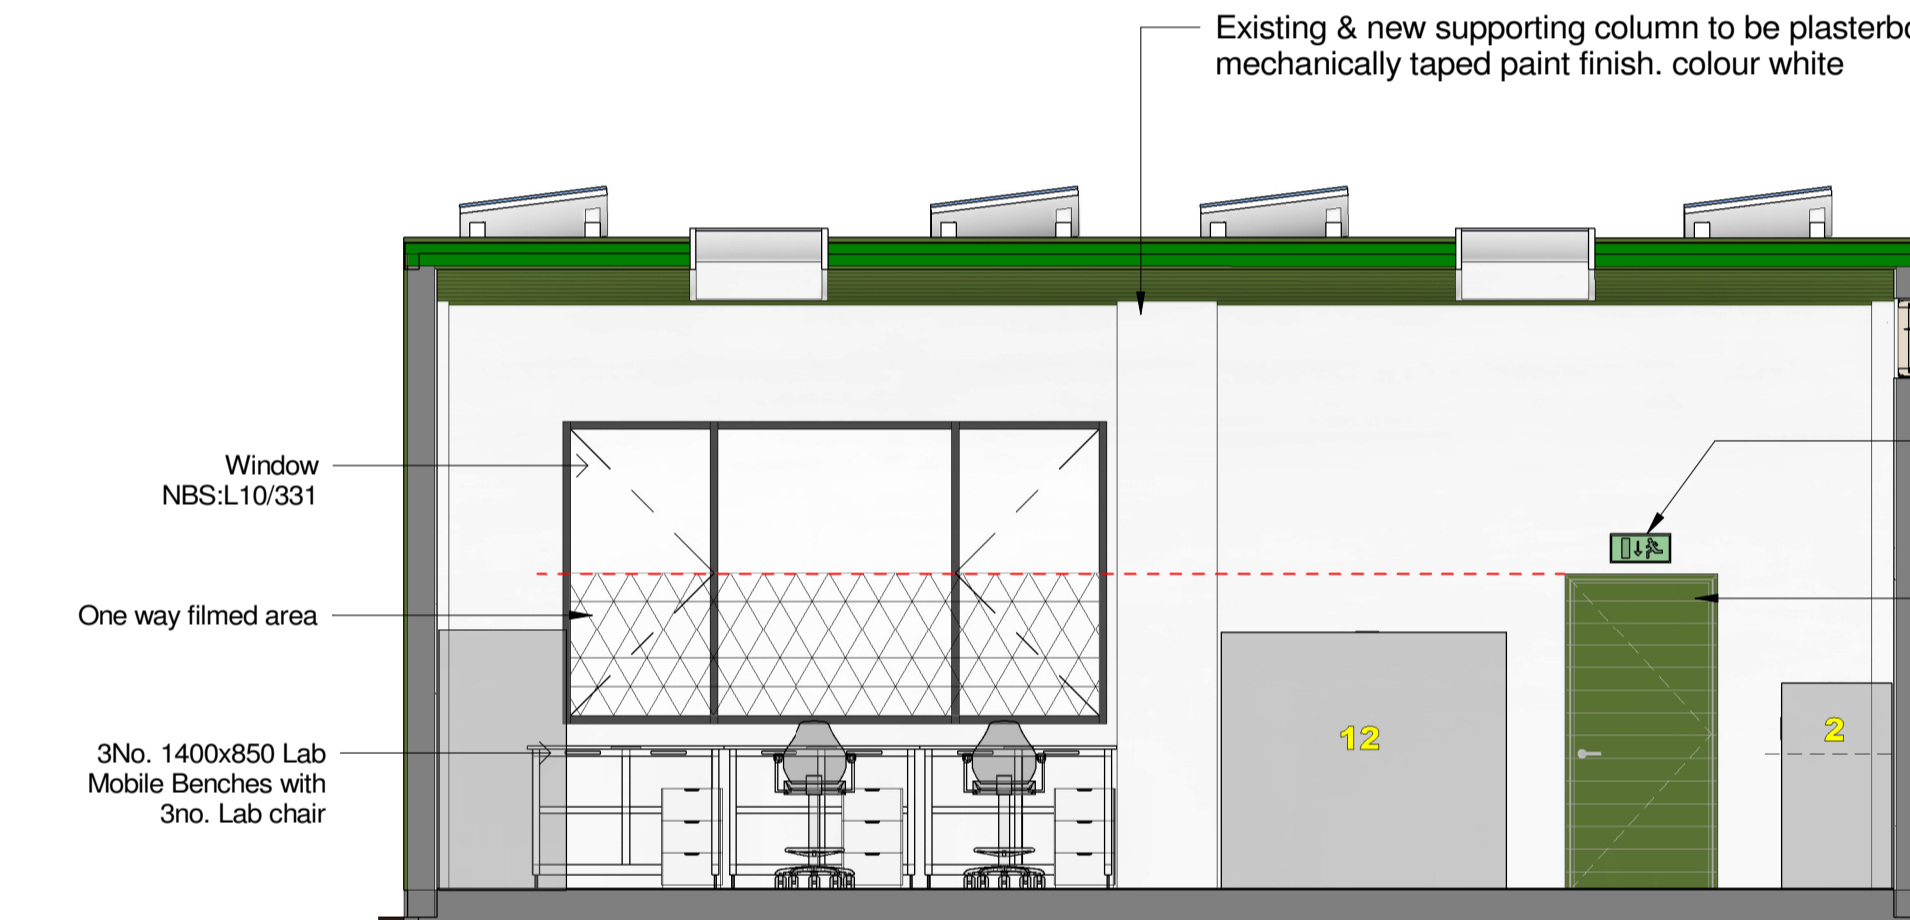 Existing & new supporting column to be
mechanically taped paint finish. colour white
Window
NBS:L10/331
One way filmed area
3No. 1400x850 Lab
Mobile Benches with
3no. Lab chair
12
2